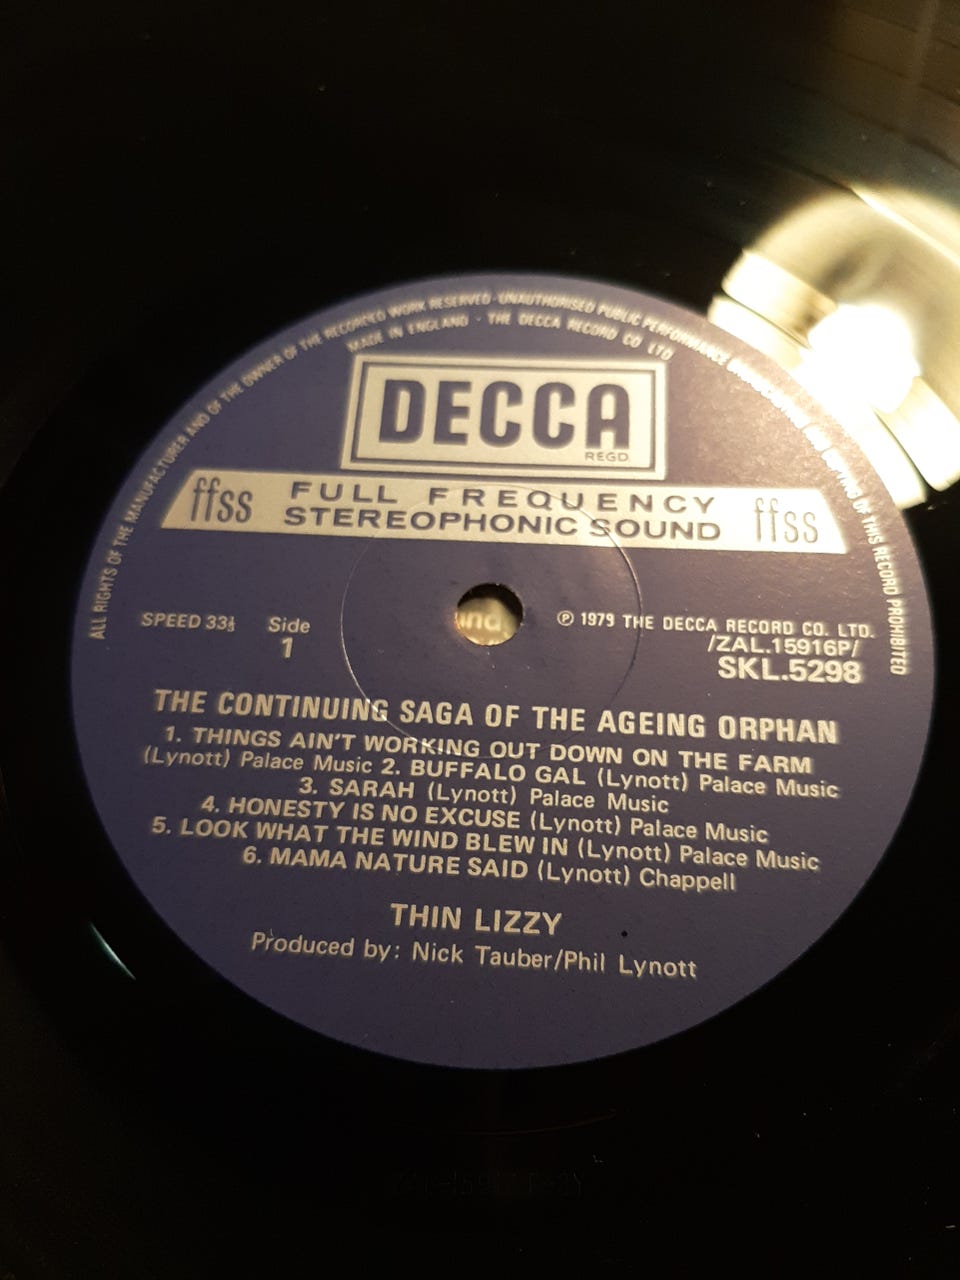 ALL RIGHTS OF THE MANUFACTURER AND OF THE OWNER OF THE RECORDED WORK RESERVED · UNAUTHORISED PUBLIC PERFORMANCE OF THIS RECORD PROHIBITED
MADE IN ENGLAND · THE DECCA RECORD CO LTD
DECCA
REGD.
ffss FULL FREQUENCY ffss
STEREOPHONIC SOUND
SPEED 33⅓ Side
1
℗ 1979 THE DECCA RECORD CO. LTD.
/ZAL.15916P/
SKL.5298
THE CONTINUING SAGA OF THE AGEING ORPHAN
1. THINGS AIN'T WORKING OUT DOWN ON THE FARM
(Lynott) Palace Music 2. BUFFALO GAL (Lynott) Palace Music
3. SARAH (Lynott) Palace Music
4. HONESTY IS NO EXCUSE (Lynott) Palace Music
5. LOOK WHAT THE WIND BLEW IN (Lynott) Palace Music
6. MAMA NATURE SAID (Lynott) Chappell
THIN LIZZY
Produced by: Nick Tauber/Phil Lynott